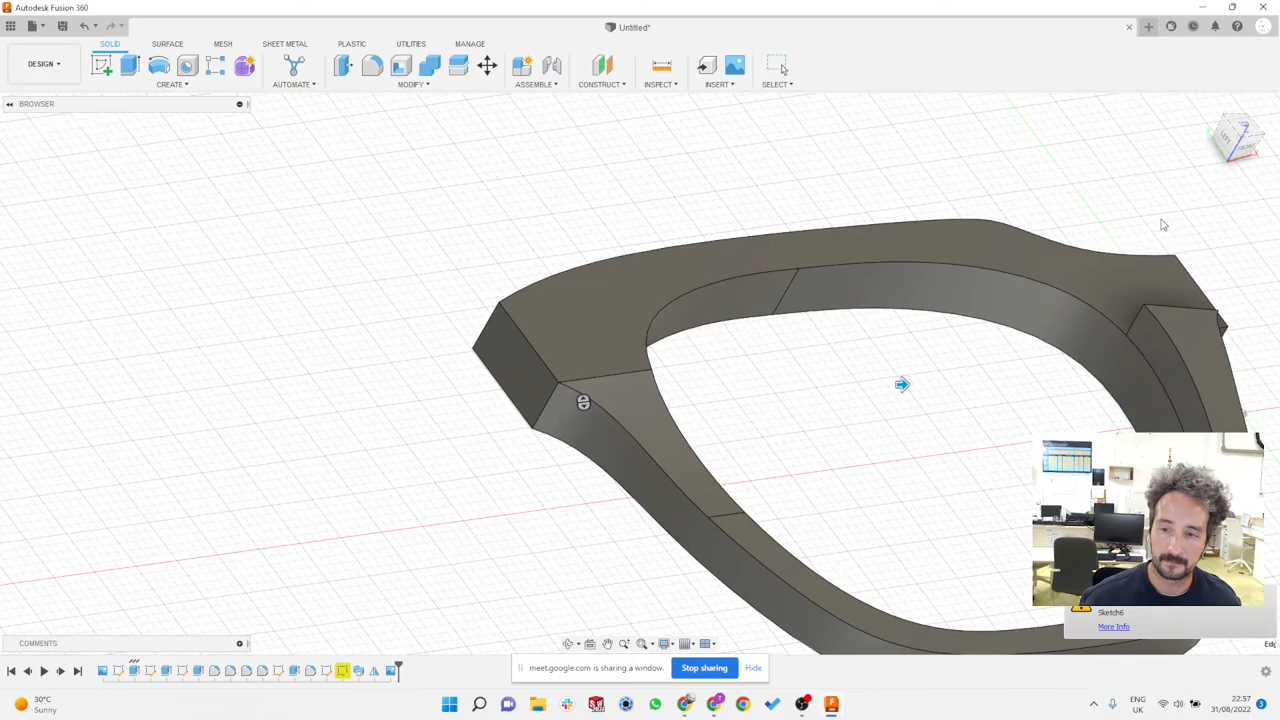 Autodesk Fusion 360
Untitled*
DESIGN
SOLID
SURFACE
MESH
SHEET METAL
PLASTIC
UTILITIES
MANAGE
CREATE
AUTOMATE
MODIFY
ASSEMBLE
CONSTRUCT
INSPECT
INSERT
SELECT
BROWSER
LEFT
Z
X
Sketch6
More Info
COMMENTS
meet.google.com is sharing a window.
Stop sharing
Hide
30°C
Sunny
ENG
UK
22:57
31/08/2022
3